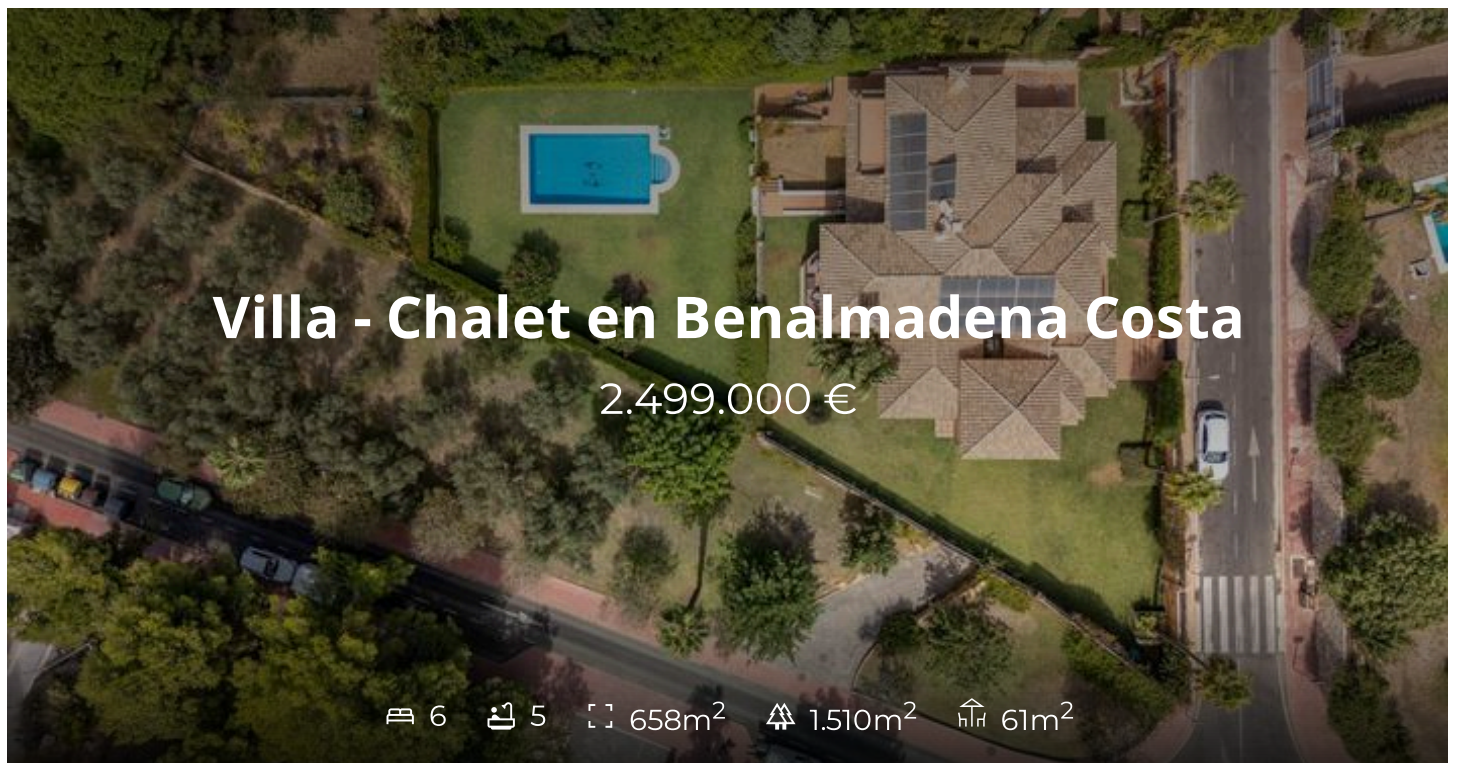 Villa - Chalet en Benalmadena Costa
2.499.000 €
6 5 658m² 1.510m² 61m²